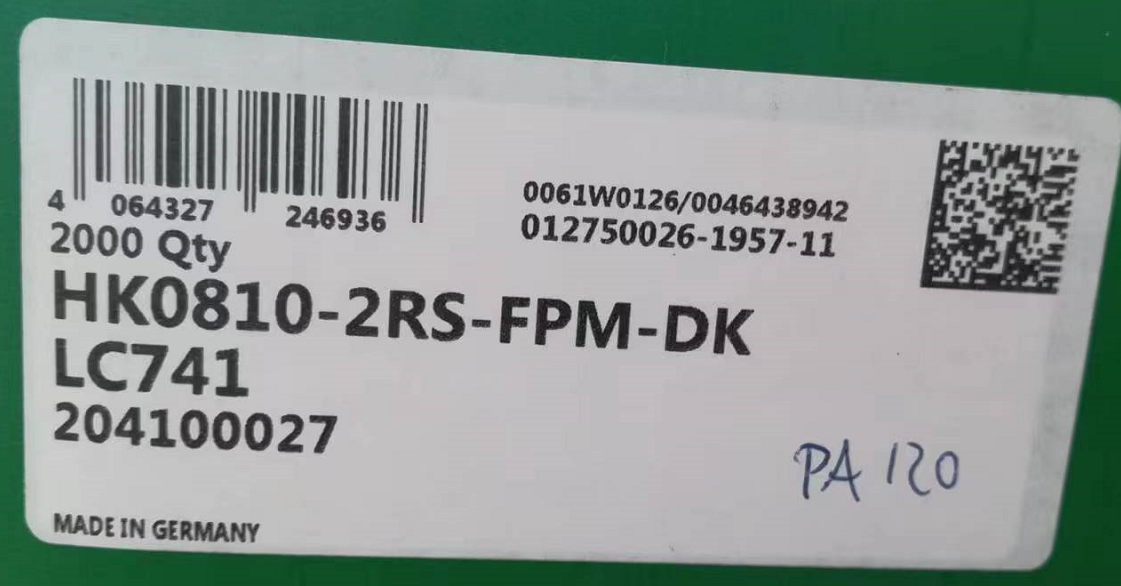 4 064327 246936
2000 Qty
0061W0126/0046438942
012750026-1957-11
HK0810-2RS-FPM-DK
LC741
204100027
PA 120
MADE IN GERMANY